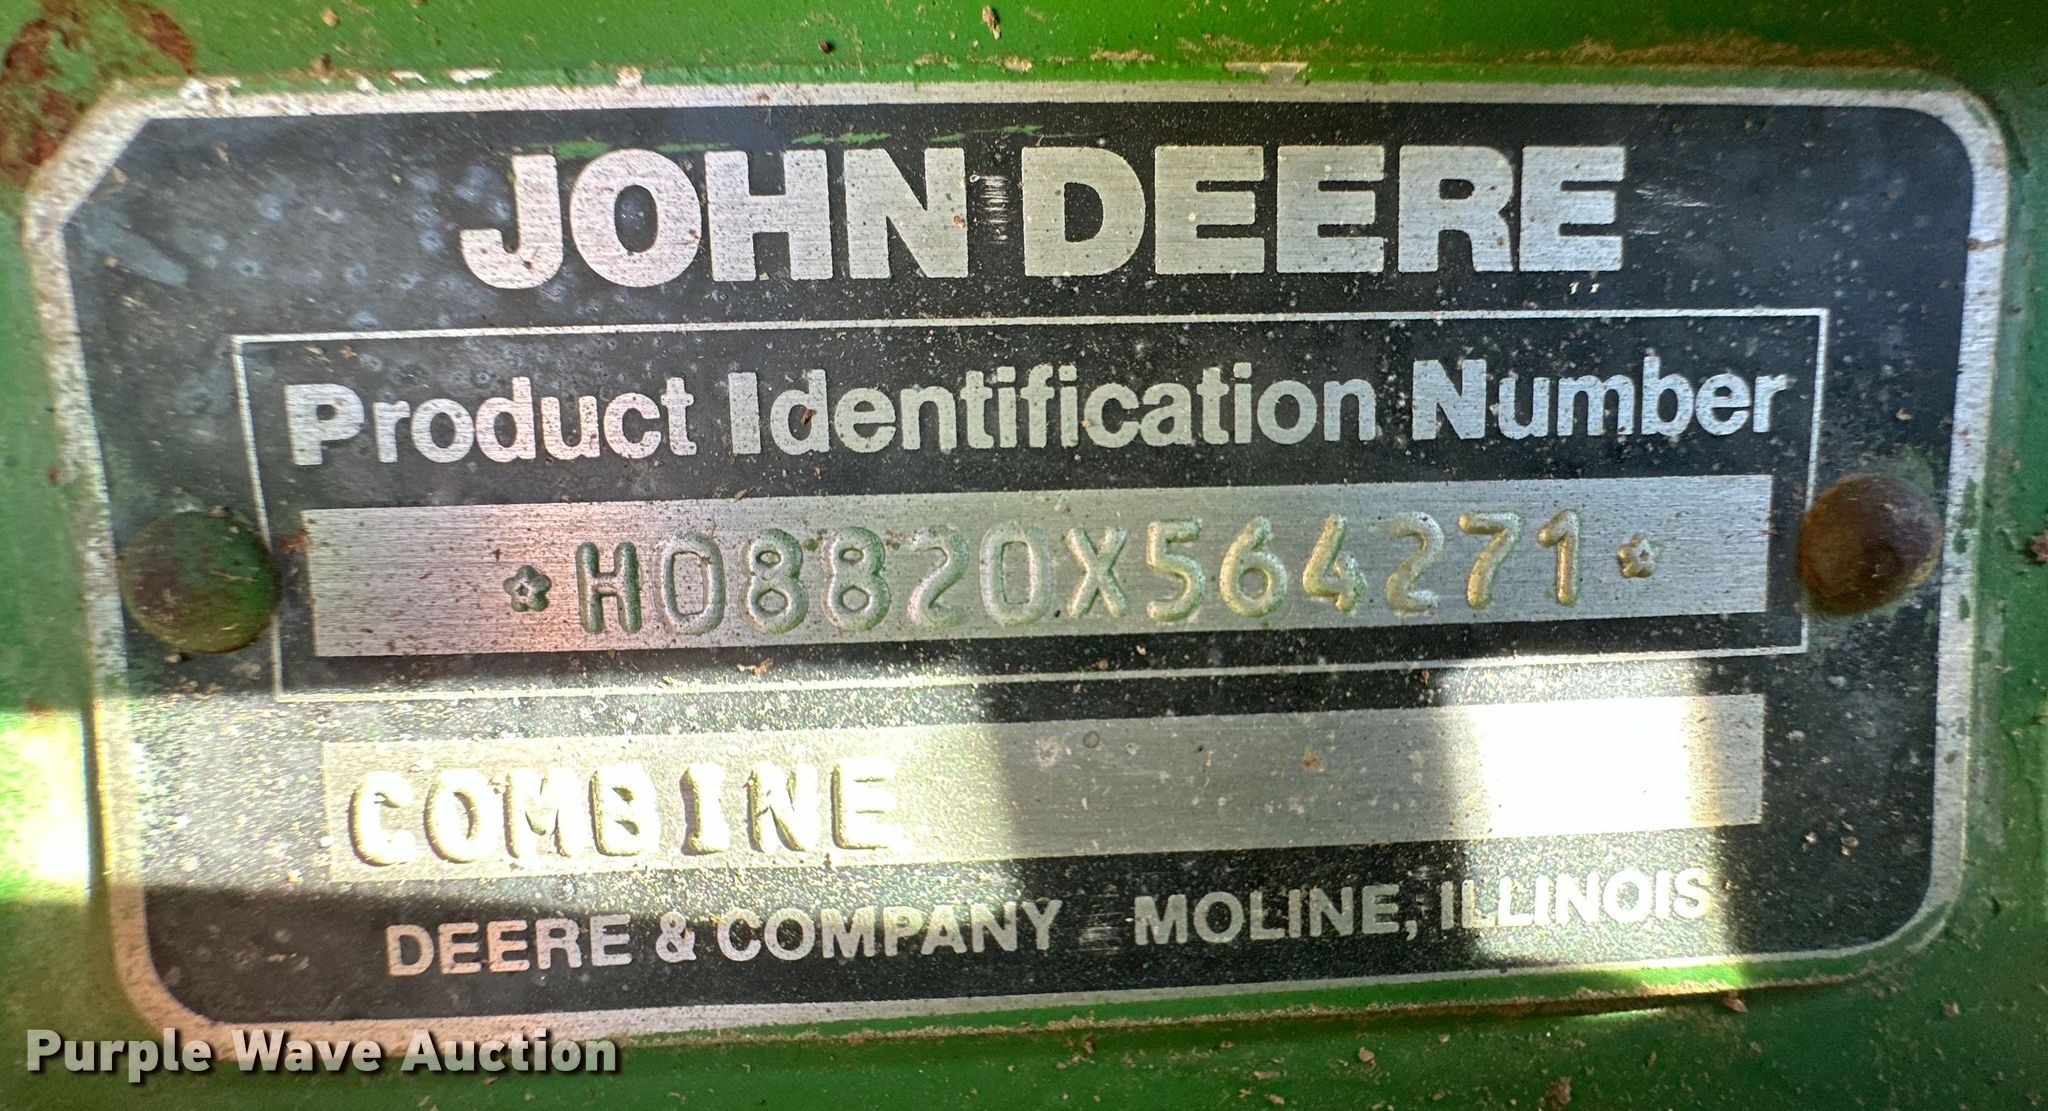 JOHN DEERE
Product Identification Number
*H08820X564271*
COMBINE
DEERE & COMPANY MOLINE, ILLINOIS
Purple Wave Auction